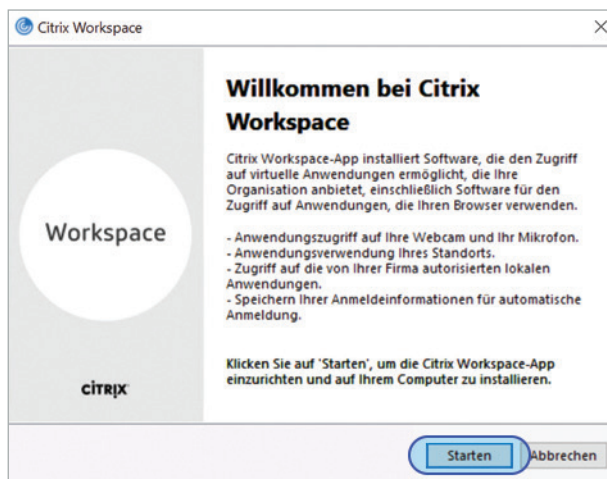 Citrix Workspace
Willkommen bei Citrix
Workspace
Citrix Workspace-App installiert Software, die den Zugriff
auf virtuelle Anwendungen ermöglicht, die Ihre
Organisation anbietet, einschließlich Software für den
Zugriff auf Anwendungen, die Ihren Browser verwenden.
- Anwendungszugriff auf Ihre Webcam und Ihr Mikrofon.
- Anwendungsverwendung Ihres Standorts.
- Zugriff auf die von Ihrer Firma autorisierten lokalen
Anwendungen.
- Speichern Ihrer Anmeldeinformationen für automatische
Anmeldung.
Klicken Sie auf 'Starten', um die Citrix Workspace-App
einzurichten und auf Ihrem Computer zu installieren.
Workspace
CITRIX
Starten
Abbrechen